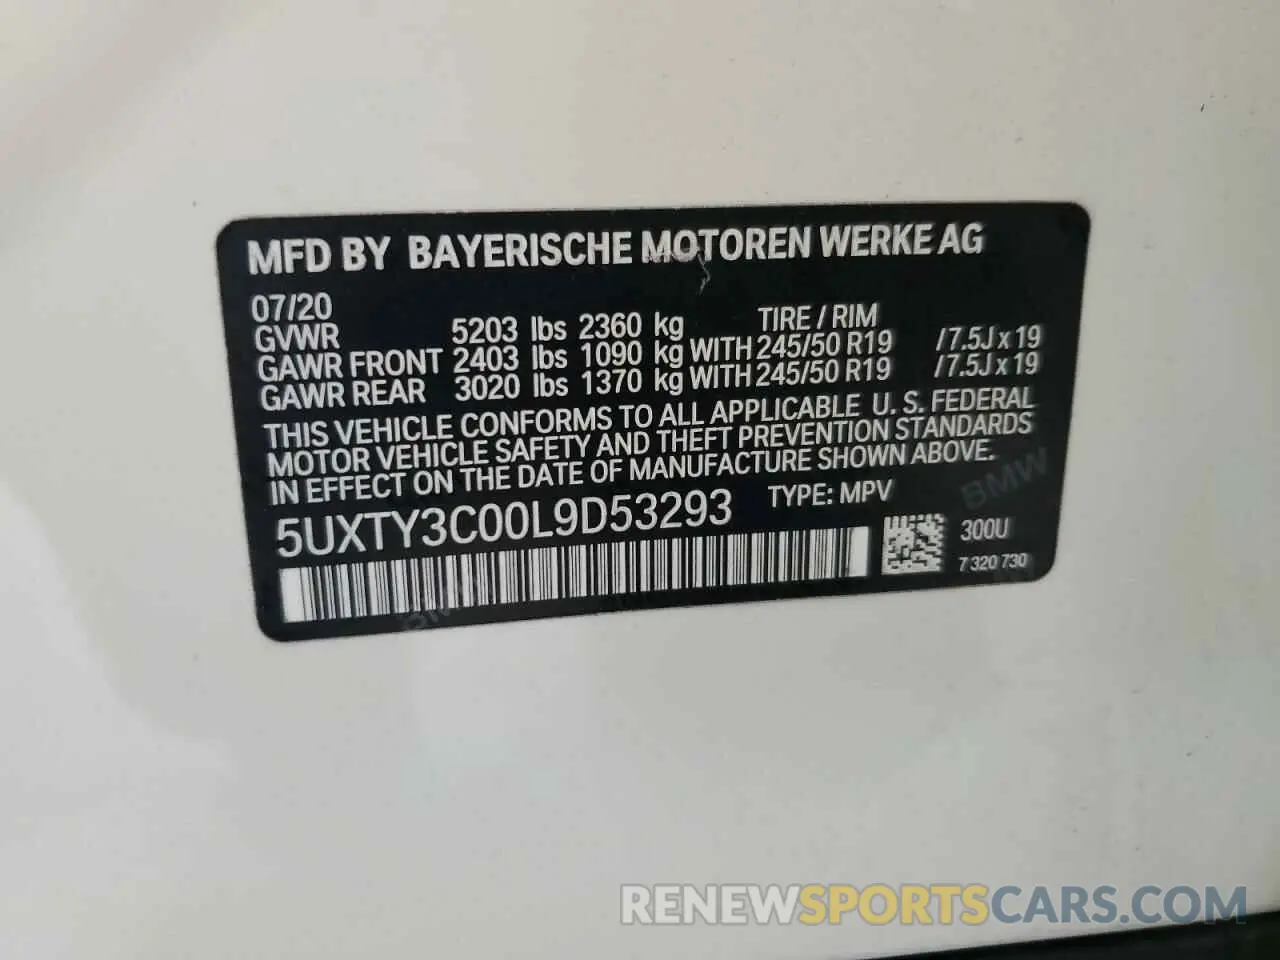 MFD BY BAYERISCHE MOTOREN WERKE AG
07/20
GVWR 5203 lbs 2360 kg TIRE / RIM
GAWR FRONT 2403 lbs 1090 kg WITH 245/50 R19 /7.5J x 19
GAWR REAR 3020 lbs 1370 kg WITH 245/50 R19 /7.5J x 19
THIS VEHICLE CONFORMS TO ALL APPLICABLE U. S. FEDERAL
MOTOR VEHICLE SAFETY AND THEFT PREVENTION STANDARDS
IN EFFECT ON THE DATE OF MANUFACTURE SHOWN ABOVE.
5UXTY3C00L9D53293 TYPE: MPV
BMW
300U
7 320 730
BMW
RENEWSPORTSCARS.COM